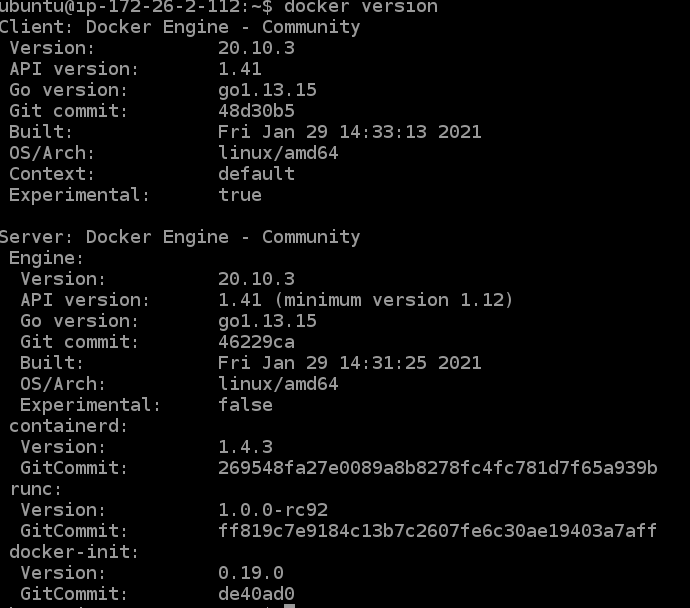 ubuntu@ip-172-26-2-112:~$ docker version
Client: Docker Engine - Community
 Version:           20.10.3
 API version:       1.41
 Go version:        go1.13.15
 Git commit:        48d30b5
 Built:             Fri Jan 29 14:33:13 2021
 OS/Arch:           linux/amd64
 Context:           default
 Experimental:      true

Server: Docker Engine - Community
 Engine:
  Version:          20.10.3
  API version:      1.41 (minimum version 1.12)
  Go version:       go1.13.15
  Git commit:       46229ca
  Built:            Fri Jan 29 14:31:25 2021
  OS/Arch:          linux/amd64
  Experimental:     false
 containerd:
  Version:          1.4.3
  GitCommit:        269548fa27e0089a8b8278fc4fc781d7f65a939b
 runc:
  Version:          1.0.0-rc92
  GitCommit:        ff819c7e9184c13b7c2607fe6c30ae19403a7aff
 docker-init:
  Version:          0.19.0
  GitCommit:        de40ad0